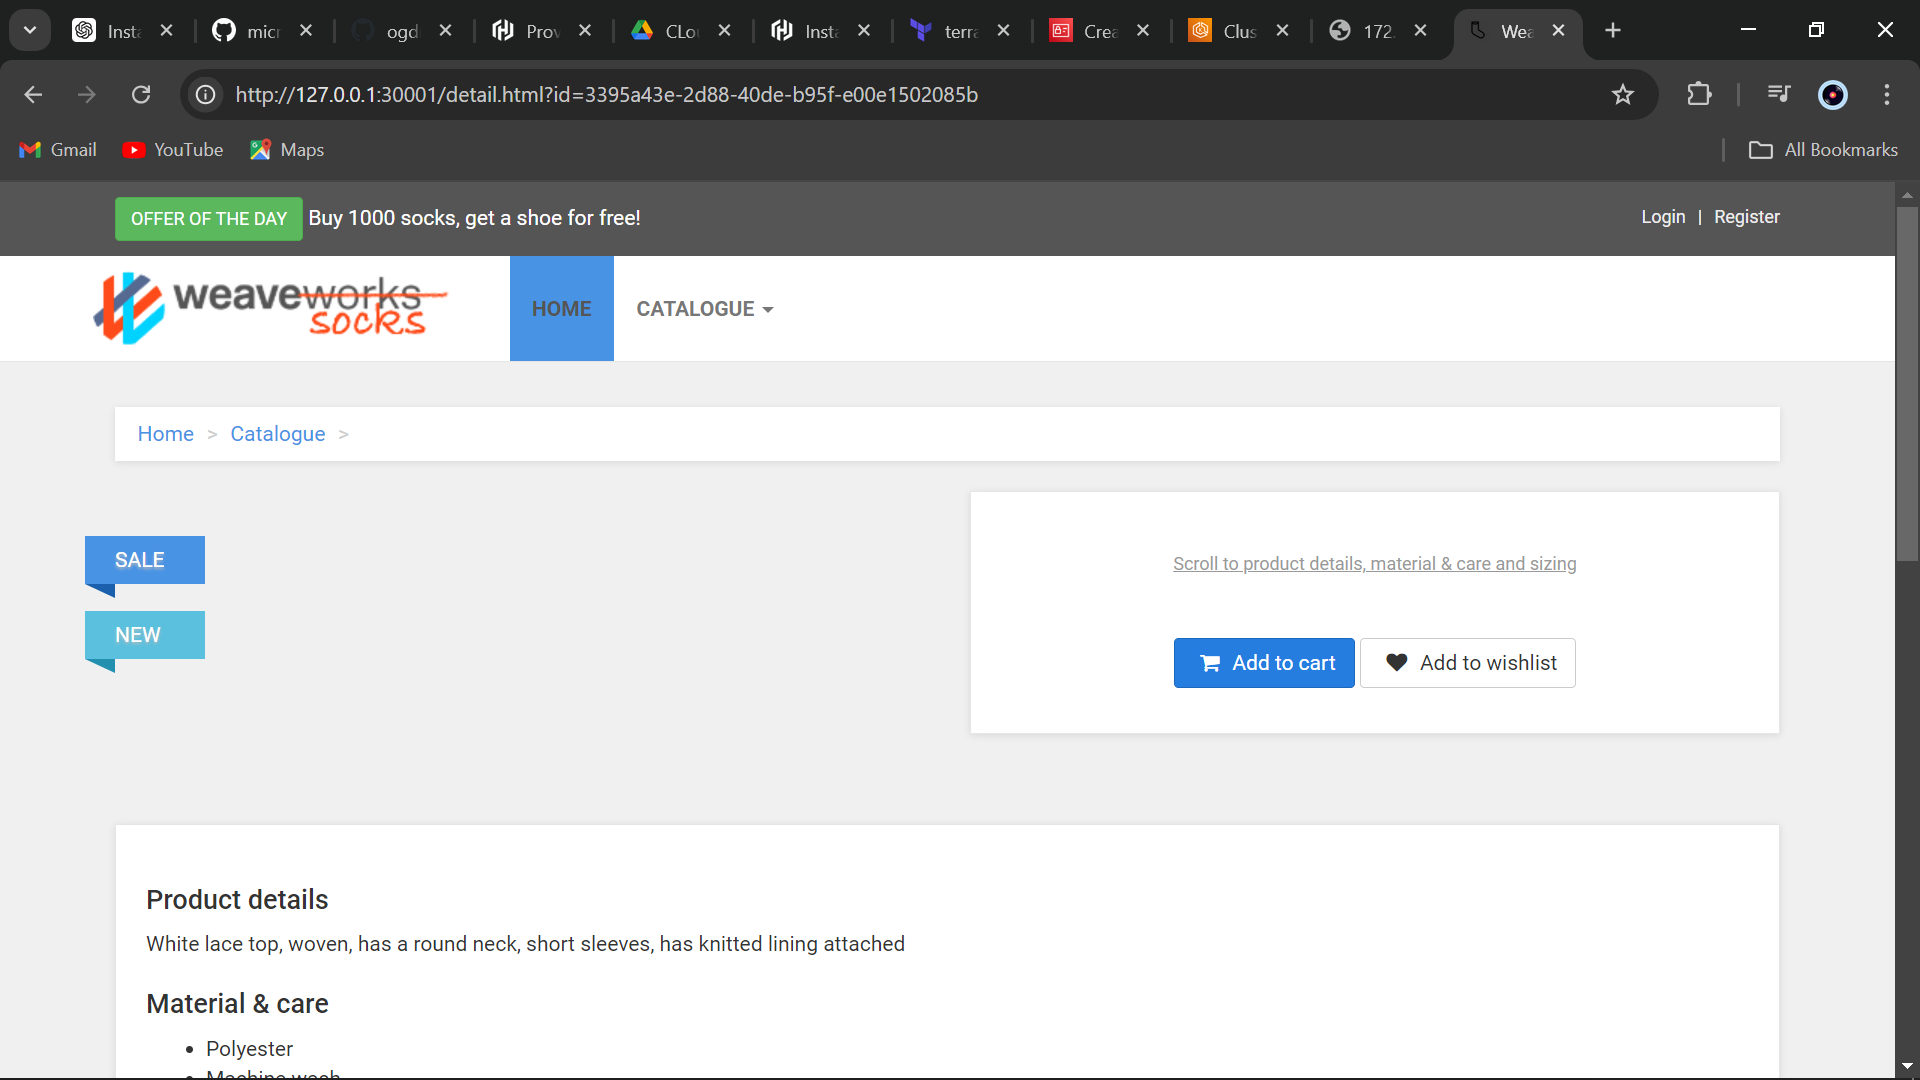 Insta
micr
ogd
Prov
CLou
Insta
terra
Crea
Clus
172.
Wea
http://127.0.0.1:30001/detail.html?id=3395a43e-2d88-40de-b95f-e00e1502085b
Gmail
YouTube
Maps
All Bookmarks
OFFER OF THE DAY Buy 1000 socks, get a shoe for free!
Login | Register
weaveworks
socks
HOME
CATALOGUE
Home > Catalogue >
SALE
NEW
Scroll to product details, material & care and sizing
Add to cart
Add to wishlist
Product details
White lace top, woven, has a round neck, short sleeves, has knitted lining attached
Material & care
• Polyester
• Machine wash